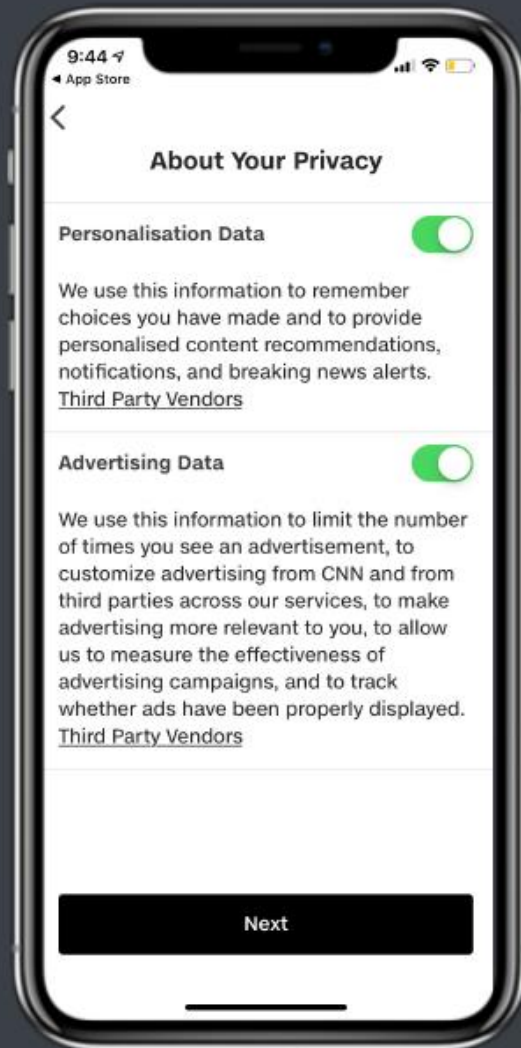 9:44
App Store
About Your Privacy
Personalisation Data
We use this information to remember
choices you have made and to provide
personalised content recommendations,
notifications, and breaking news alerts.
Third Party Vendors
Advertising Data
We use this information to limit the number
of times you see an advertisement, to
customize advertising from CNN and from
third parties across our services, to make
advertising more relevant to you, to allow
us to measure the effectiveness of
advertising campaigns, and to track
whether ads have been properly displayed.
Third Party Vendors
Next